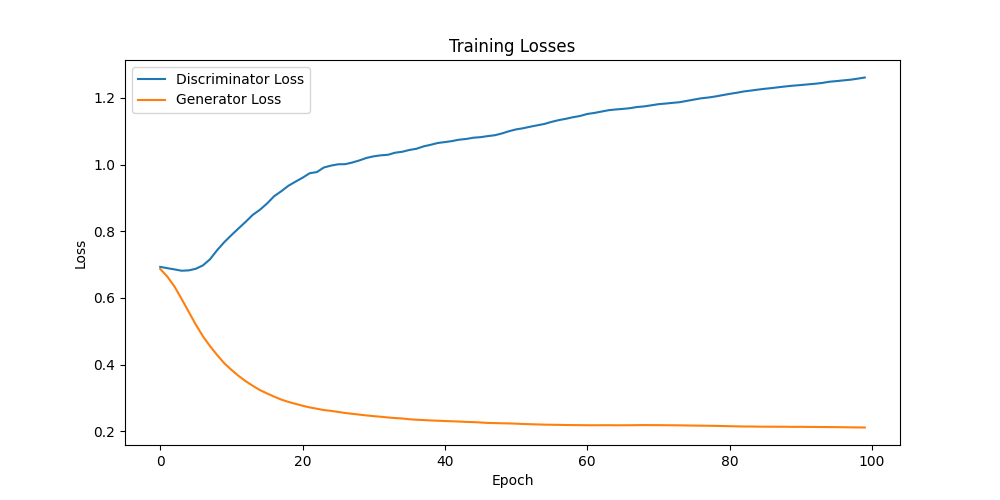 Training Losses
Discriminator Loss
Generator Loss
1.2
1.0
0.8
0.6
0.4
0.2
Loss
0 20 40 60 80 100
Epoch